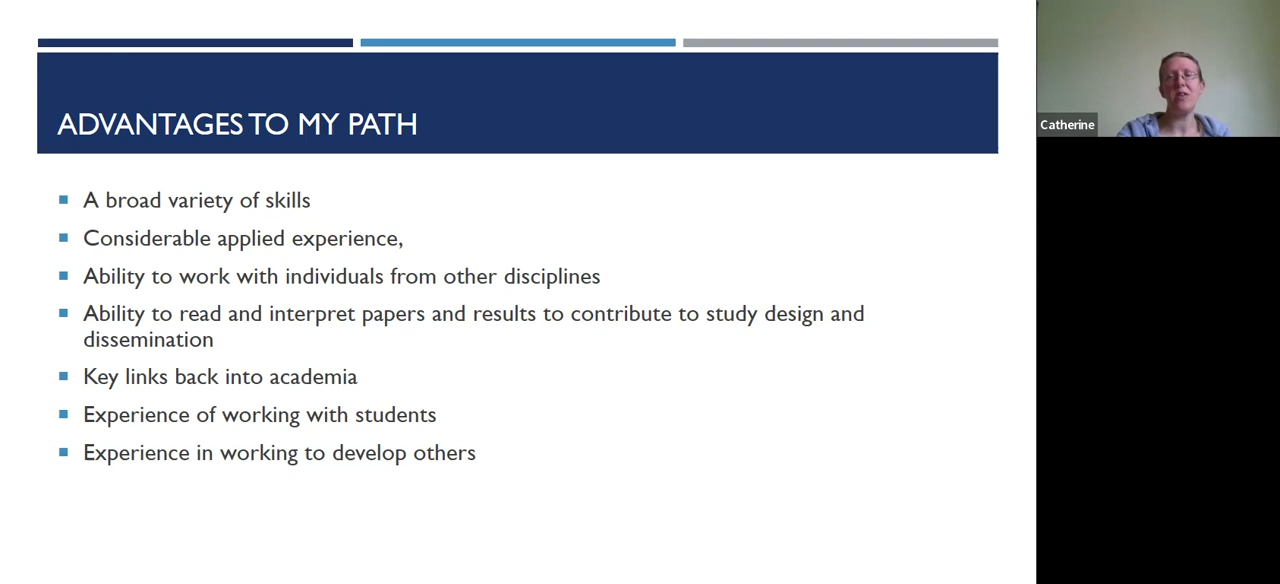 ADVANTAGES TO MY PATH
A broad variety of skills
Considerable applied experience,
Ability to work with individuals from other disciplines
Ability to read and interpret papers and results to contribute to study design and
dissemination
Key links back into academia
Experience of working with students
Experience in working to develop others
Catherine